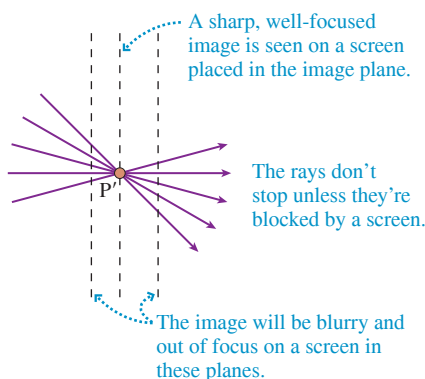 A sharp, well-focused
image is seen on a screen
placed in the image plane.
P′
The rays don’t
stop unless they’re
blocked by a screen.
The image will be blurry and
out of focus on a screen in
these planes.